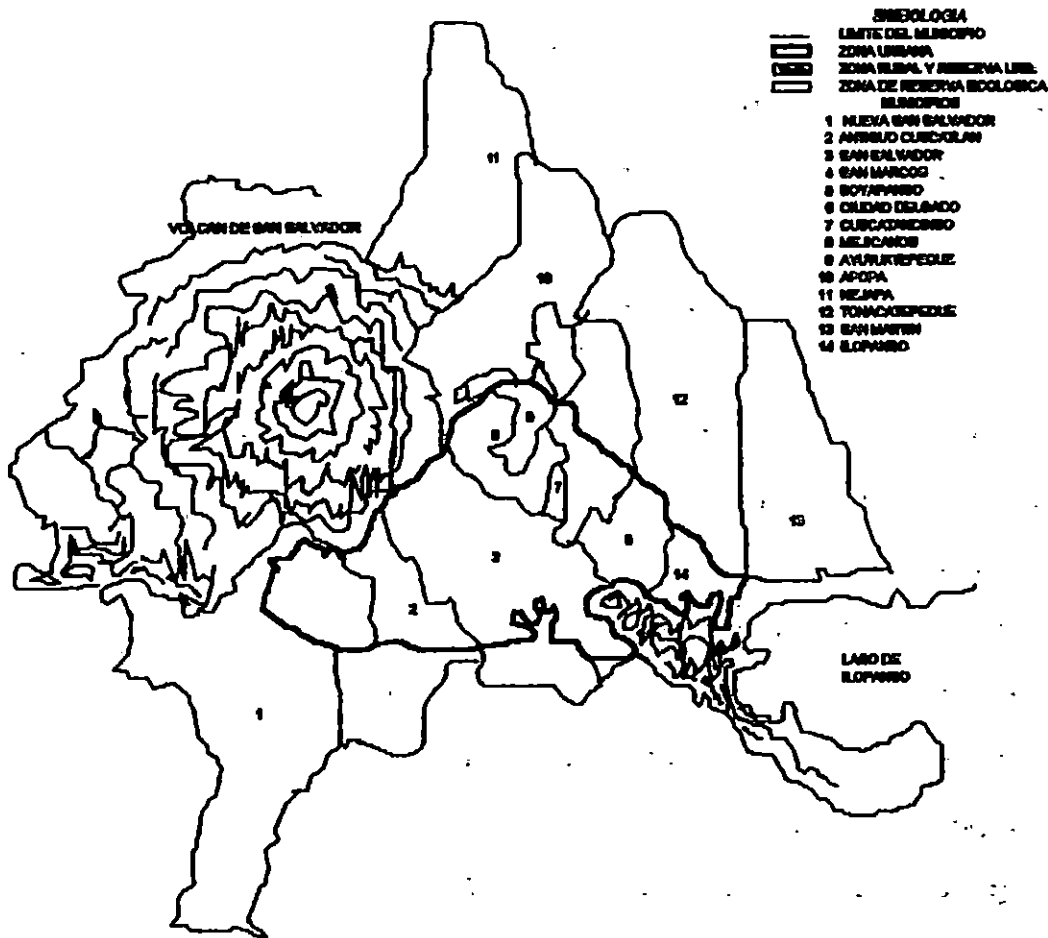 SIMBOLOGIA
LIMITE DEL MUNICIPIO
ZONA URBANA
ZONA RURAL Y RESERVA URB.
ZONA DE RESERVA ECOLOGICA
MUNICIPIOS
1 NUEVA SAN SALVADOR
2 ANTIGUO CUSCATLAN
3 SAN SALVADOR
4 SAN MARCOS
5 SOYAPANGO
6 CIUDAD DELGADO
7 CUSCATANCINGO
8 MEJICANOS
9 AYUTUXTEPEQUE
10 APOPA
11 NEJAPA
12 TONACATEPEQUE
13 SAN MARTIN
14 ILOPANGO
11
VOLCAN DE SAN SALVADOR
10
12
9
8
7
13
5
3
14
2
LAGO DE
ILOPANGO
1